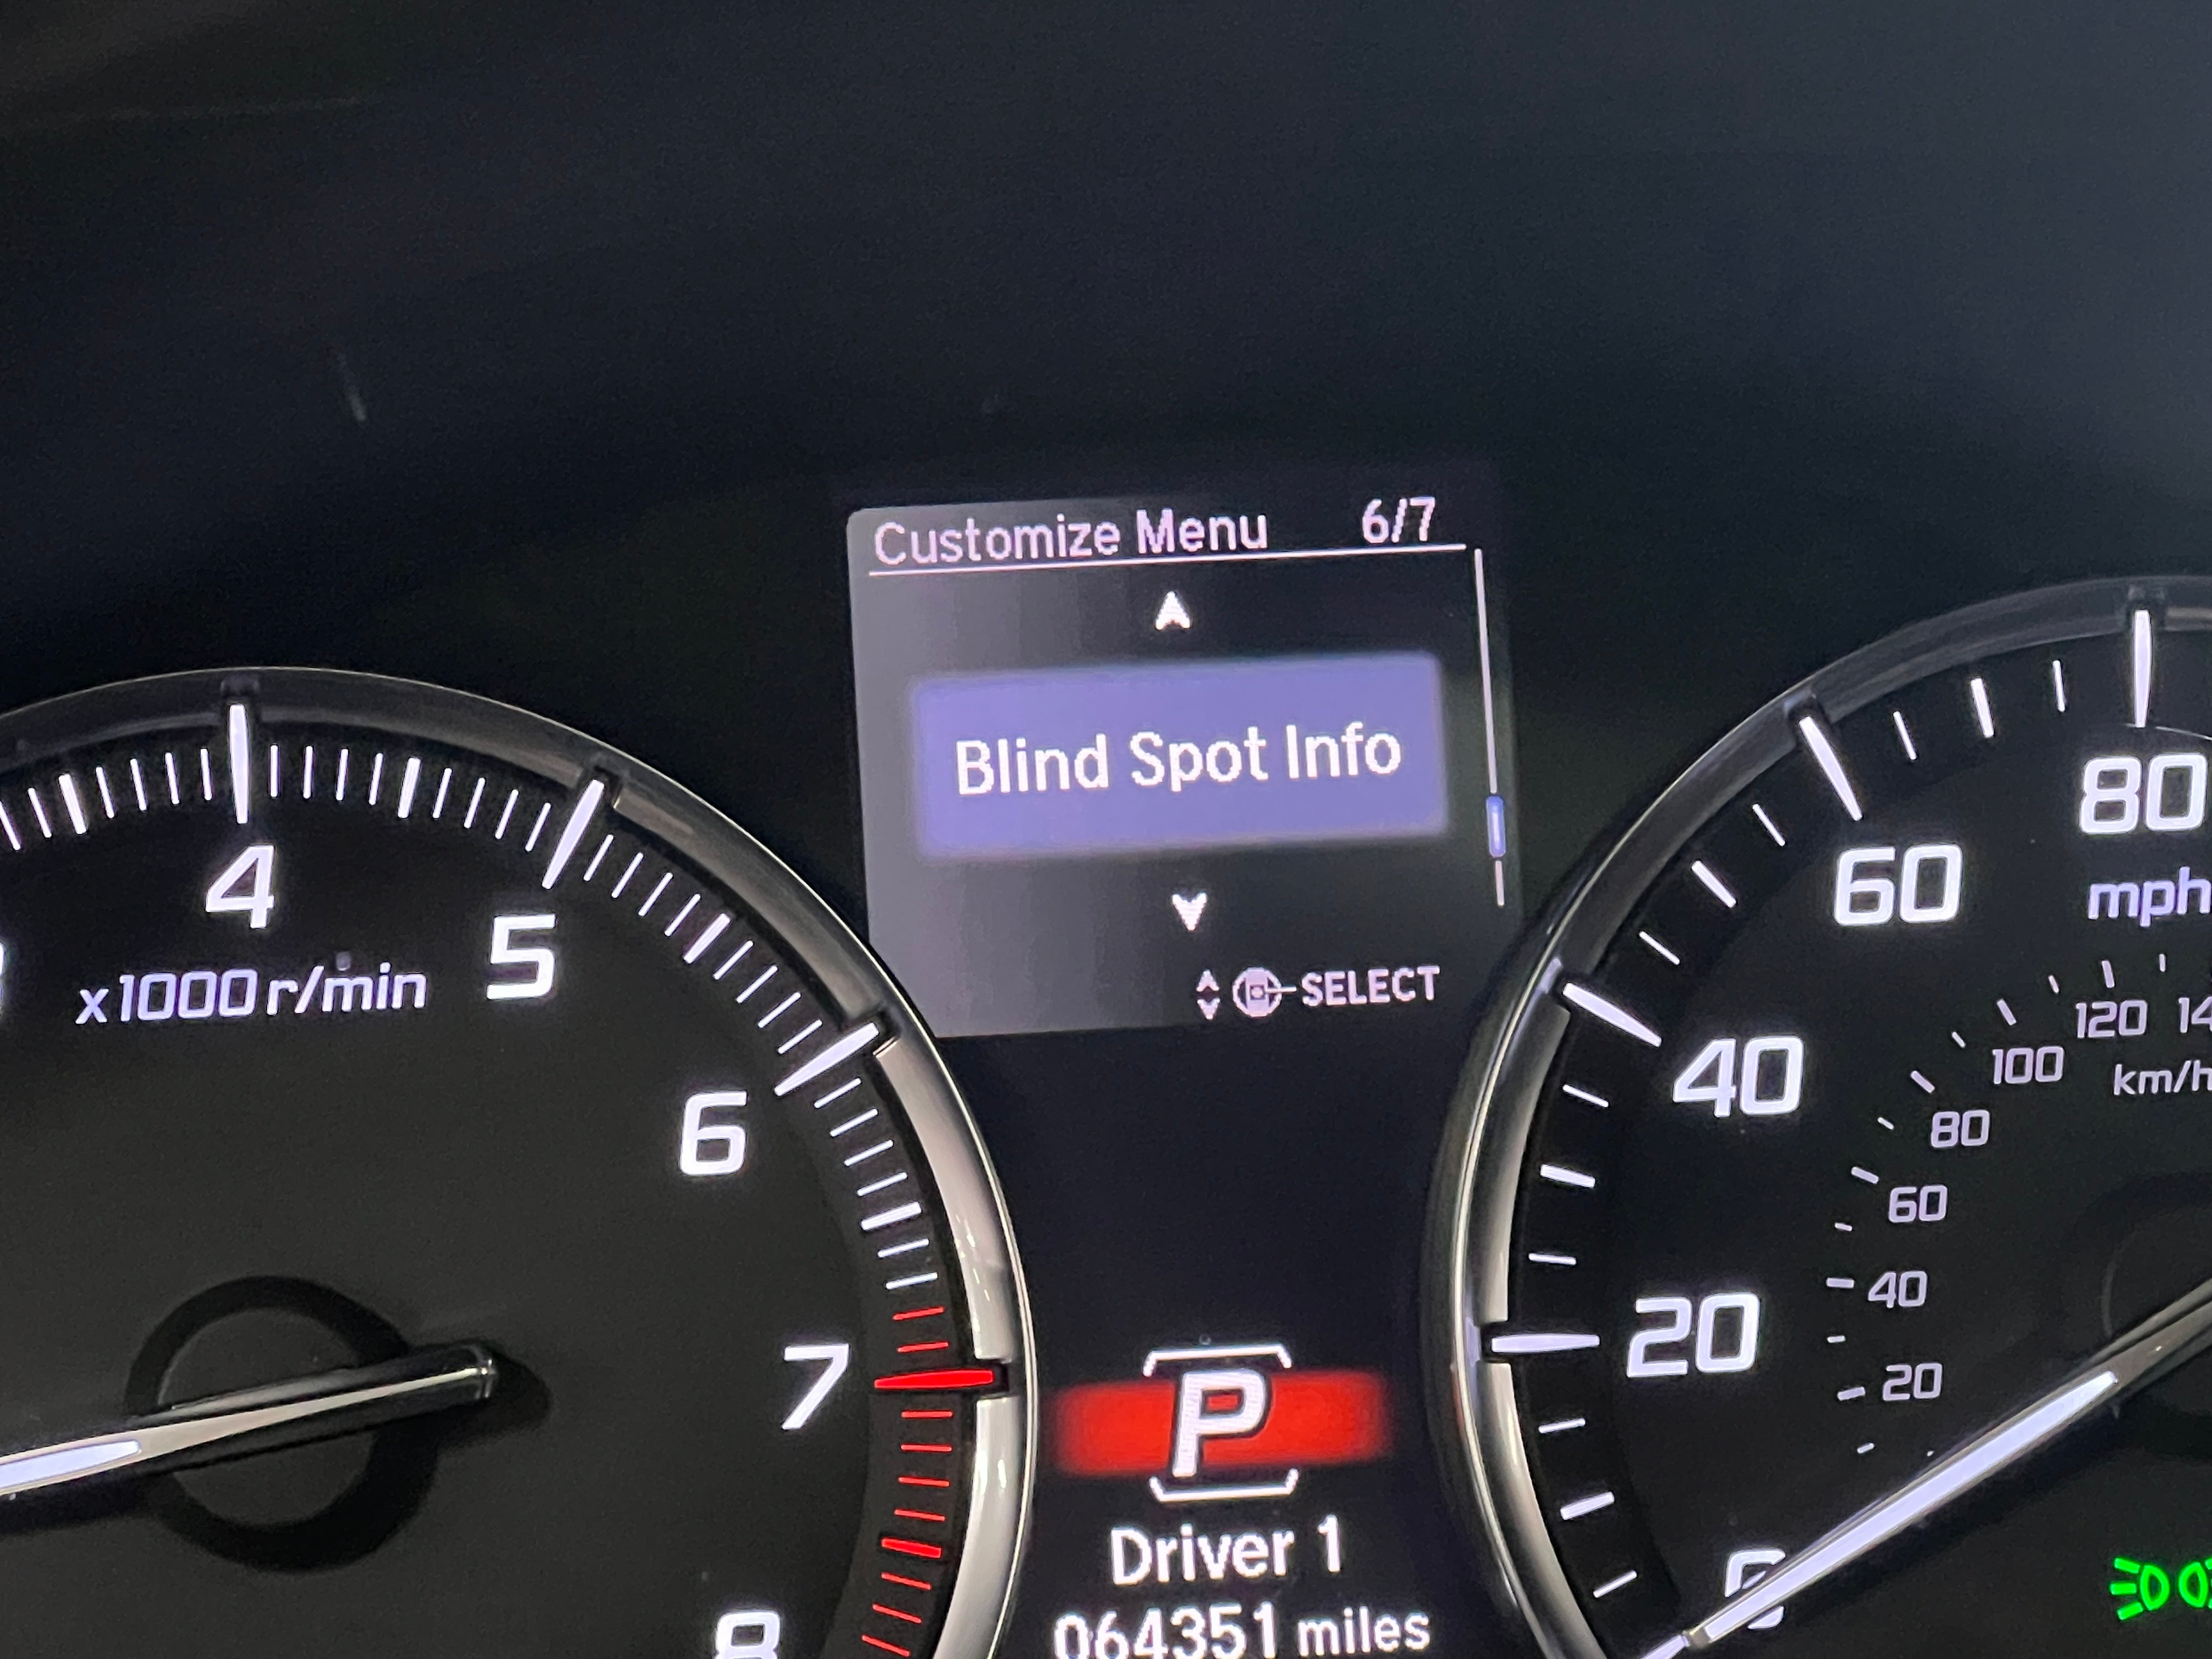 Customize Menu 6/7
Blind Spot Info
SELECT
4
5
6
7
8
x1000 r/min
80
60
40
20
mph
120
100
80
60
40
20
km/h
P
Driver 1
064351 miles